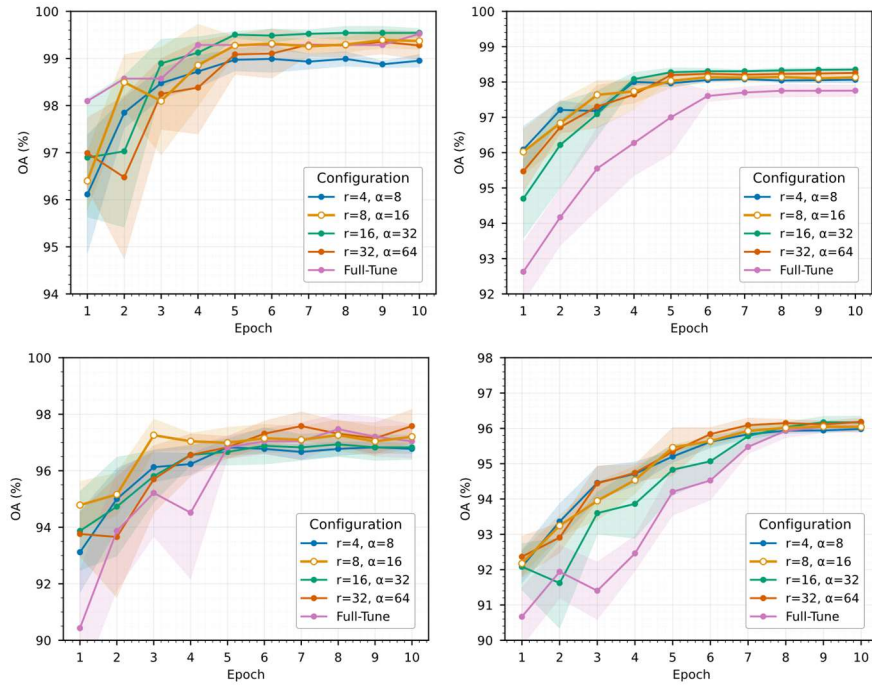 100
99
98
97
96
95
94
OA (%)
1 2 3 4 5 6 7 8 9 10
Epoch
Configuration
r=4, α=8
r=8, α=16
r=16, α=32
r=32, α=64
Full-Tune
100
99
98
97
96
95
94
93
92
OA (%)
1 2 3 4 5 6 7 8 9 10
Epoch
Configuration
r=4, α=8
r=8, α=16
r=16, α=32
r=32, α=64
Full-Tune
100
98
96
94
92
90
OA (%)
1 2 3 4 5 6 7 8 9 10
Epoch
Configuration
r=4, α=8
r=8, α=16
r=16, α=32
r=32, α=64
Full-Tune
98
97
96
95
94
93
92
91
90
OA (%)
1 2 3 4 5 6 7 8 9 10
Epoch
Configuration
r=4, α=8
r=8, α=16
r=16, α=32
r=32, α=64
Full-Tune